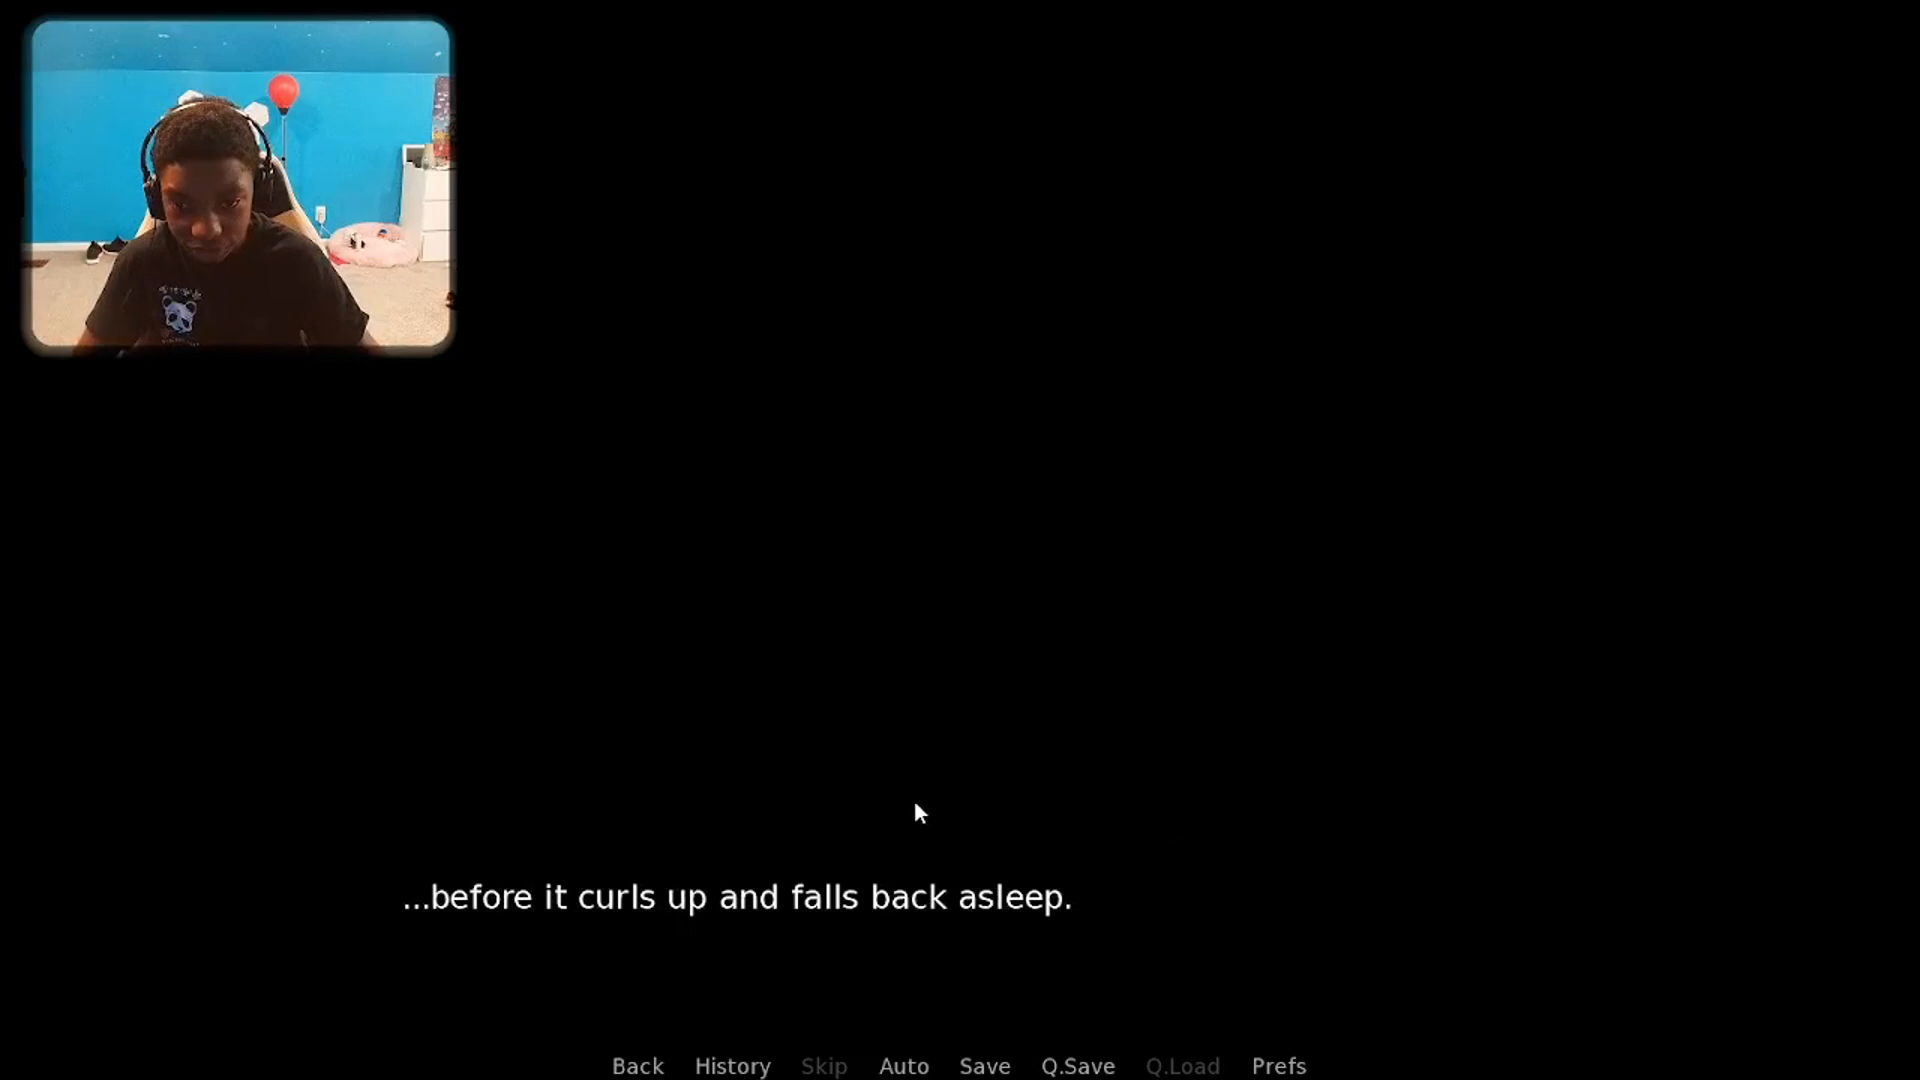 ...before it curls up and falls back asleep.
Back History Skip Auto Save Q.Save Q.Load Prefs